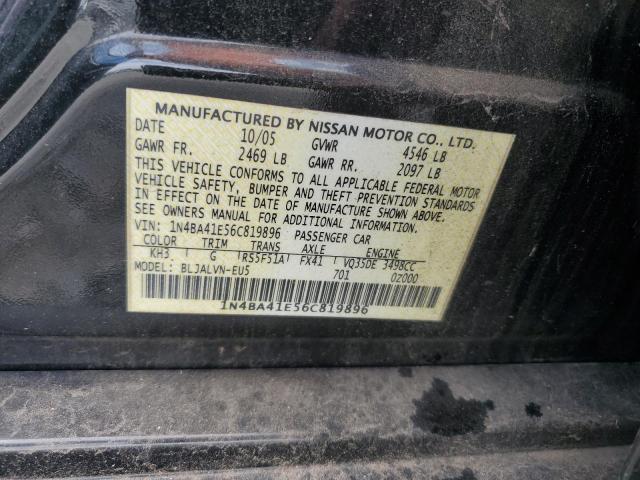 MANUFACTURED BY NISSAN MOTOR CO., LTD.
DATE 10/05 GVWR 4546 LB
GAWR FR. 2469 LB GAWR RR. 2097 LB
THIS VEHICLE CONFORMS TO ALL APPLICABLE FEDERAL MOTOR
VEHICLE SAFETY, BUMPER AND THEFT PREVENTION STANDARDS
IN EFFECT ON THE DATE OF MANUFACTURE SHOWN ABOVE.
SEE OWNERS MANUAL FOR ADDITIONAL INFORMATION.
VIN: 1N4BA41E56C819896 PASSENGER CAR
COLOR TRIM TRANS AXLE ENGINE
KH3 G RS5F51A FX41 VQ35DE 3498CC
MODEL: BLJALVN-EU5 701 0Z000
1N4BA41E56C819896